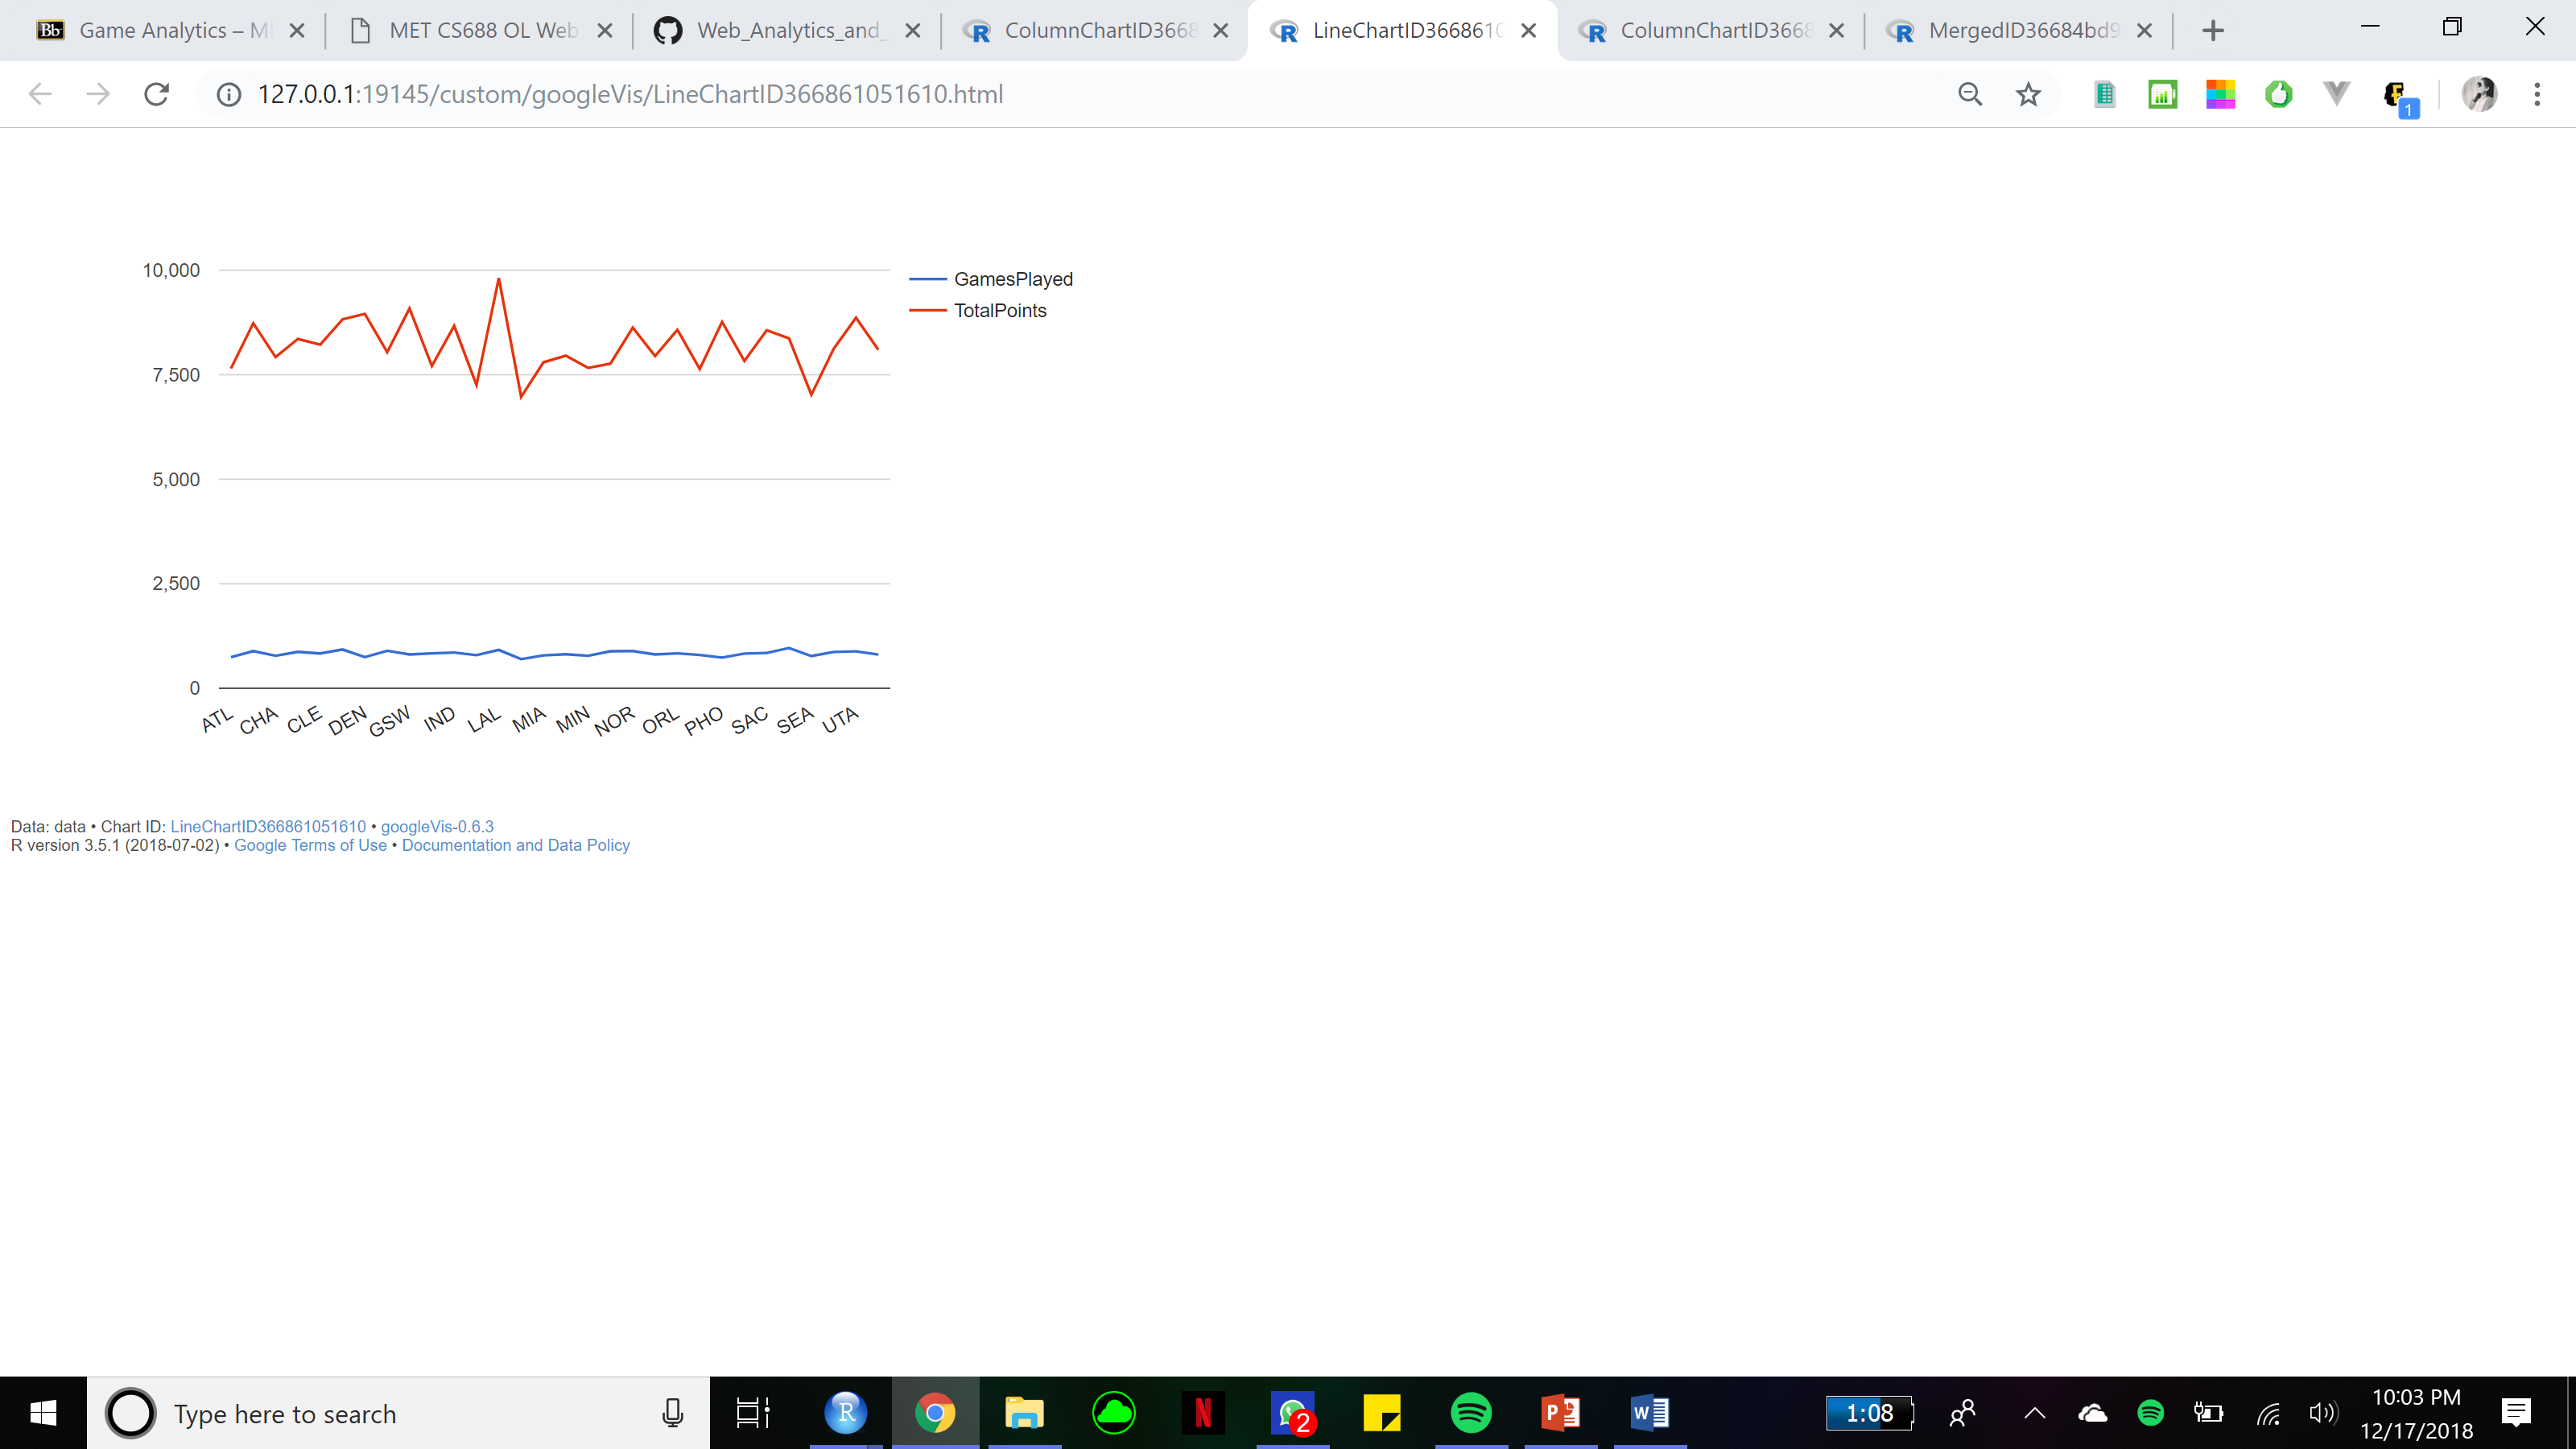 Game Analytics – M
MET CS688 OL Web
Web_Analytics_and_
ColumnChartID3668
LineChartID3668610
ColumnChartID3668
MergedID36684bd9
127.0.0.1:19145/custom/googleVis/LineChartID366861051610.html
1
10,000
7,500
5,000
2,500
0
GamesPlayed
TotalPoints
ATL CHA CLE DEN GSW IND LAL MIA MIN NOR ORL PHO SAC SEA UTA
Data: data • Chart ID: LineChartID366861051610 • googleVis-0.6.3
R version 3.5.1 (2018-07-02) • Google Terms of Use • Documentation and Data Policy
Type here to search
2
1:08
10:03 PM
12/17/2018